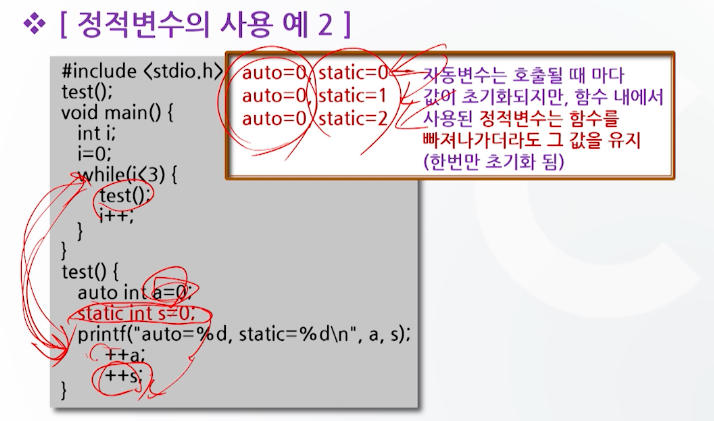 ❖ [ 정적변수의 사용 예 2 ]
#include <stdio.h>
test();
void main() {
int i;
i=0;
while(i<3) {
test();
i++;
}
}
test() {
auto int a=0;
static int s=0;
printf("auto=%d, static=%d\n", a, s);
++a;
++s;
}
auto=0, static=0
auto=0, static=1
auto=0, static=2
자동변수는 호출될 때 마다
값이 초기화되지만, 함수 내에서
사용된 정적변수는 함수를
빠져나가더라도 그 값을 유지
(한번만 초기화 됨)